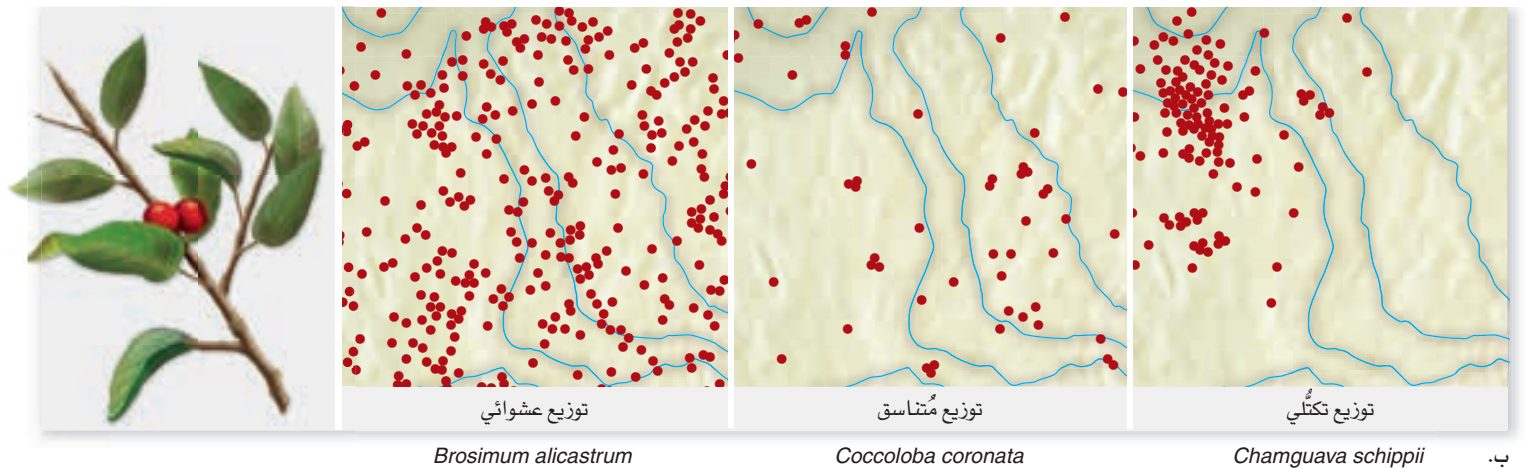 توزيع تكتُّلي
توزيع مُتناسق
توزيع عشوائي
ب.
Chamguava schippii
Coccoloba coronata
Brosimum alicastrum